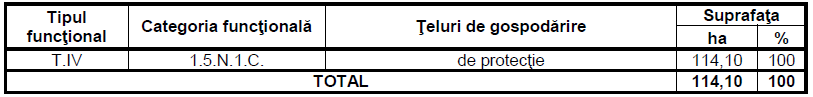 Tipul funcţional Categoria funcţională Ţeluri de gospodărire Suprafaţa
ha %
T.IV 1.5.N.1.C. de protecţie 114,10 100
TOTAL 114,10 100